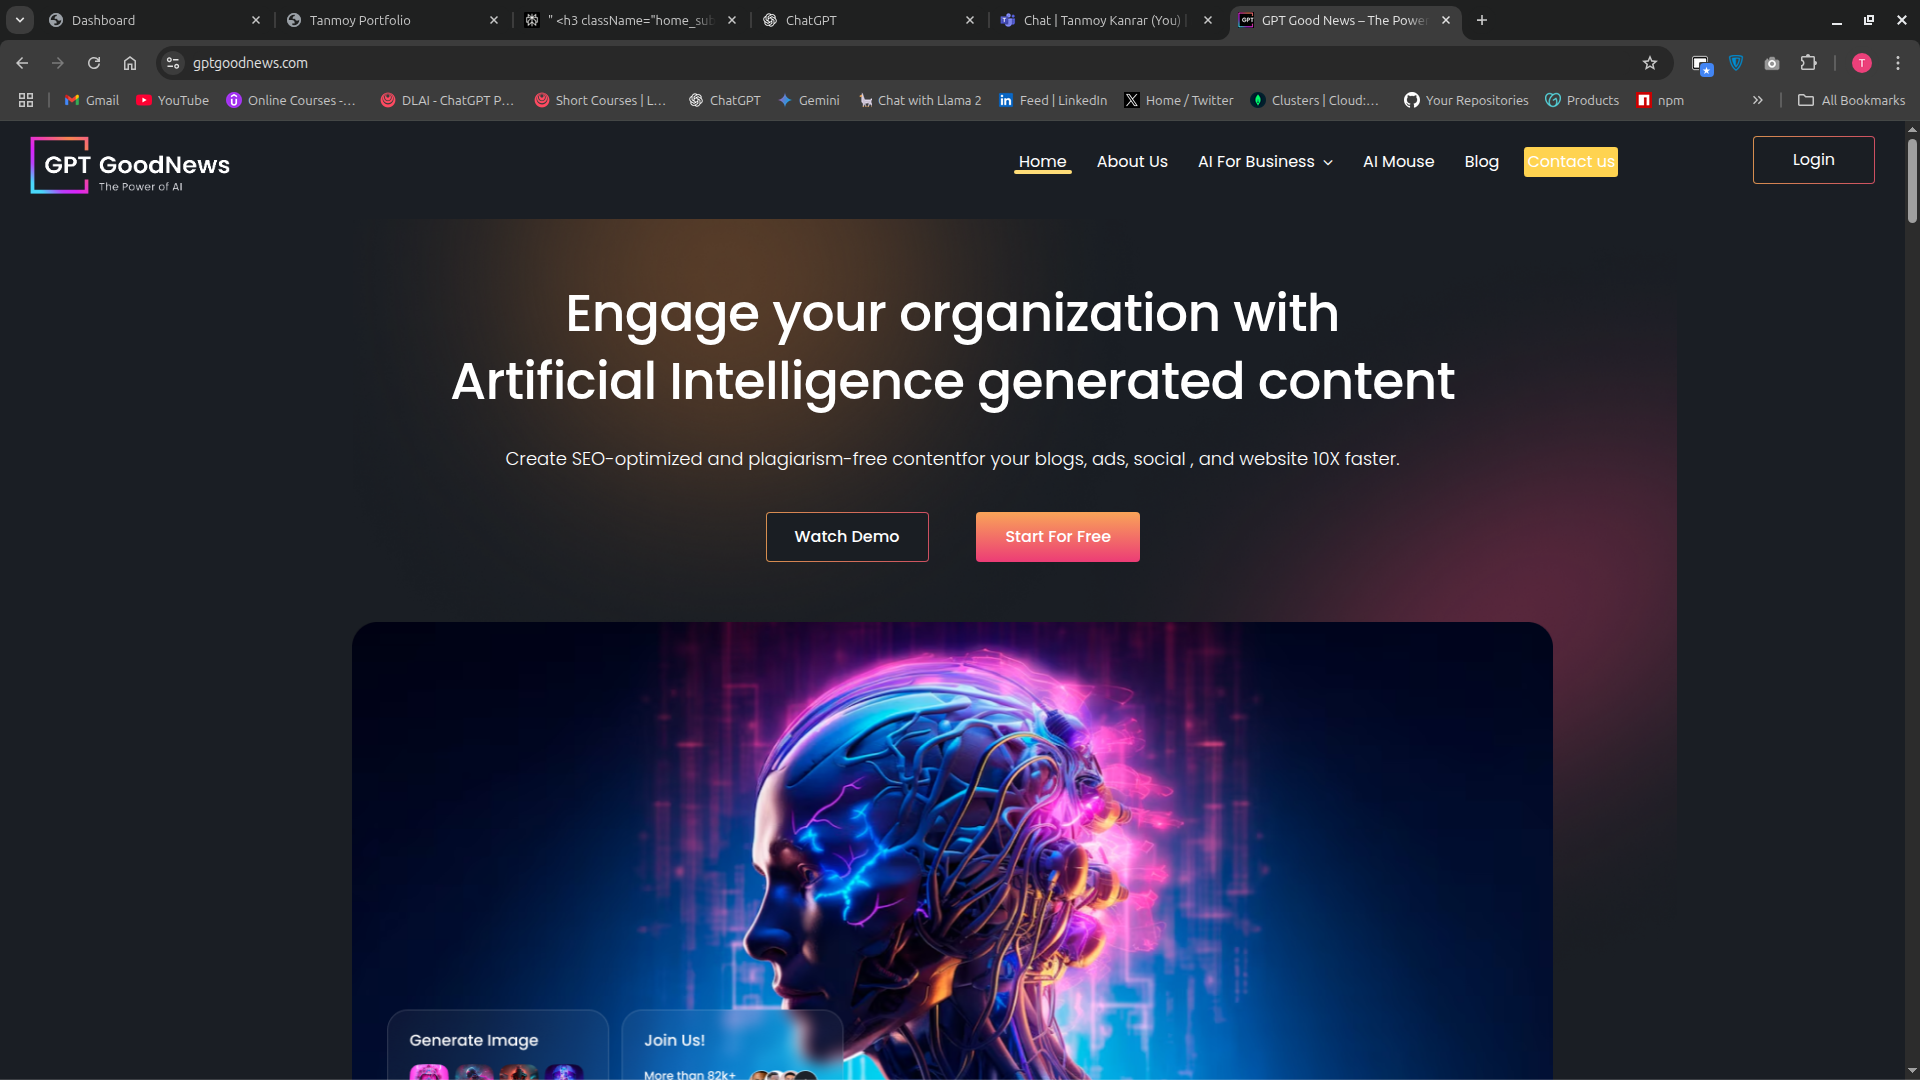 Dashboard
Tanmoy Portfolio
" <h3 className="home_sub
ChatGPT
Chat | Tanmoy Kanrar (You) |
GPT Good News – The Power
gptgoodnews.com
T
Gmail
YouTube
Online Courses -...
DLAI - ChatGPT P...
Short Courses | L...
ChatGPT
Gemini
Chat with Llama 2
Feed | LinkedIn
Home / Twitter
Clusters | Cloud:...
Your Repositories
Products
npm
All Bookmarks
GPT GoodNews
The Power of AI
Home
About Us
AI For Business
AI Mouse
Blog
Contact us
Login
Engage your organization with
Artificial Intelligence generated content
Create SEO-optimized and plagiarism-free contentfor your blogs, ads, social , and website 10X faster.
Watch Demo
Start For Free
Generate Image
Join Us!
More than 82k+